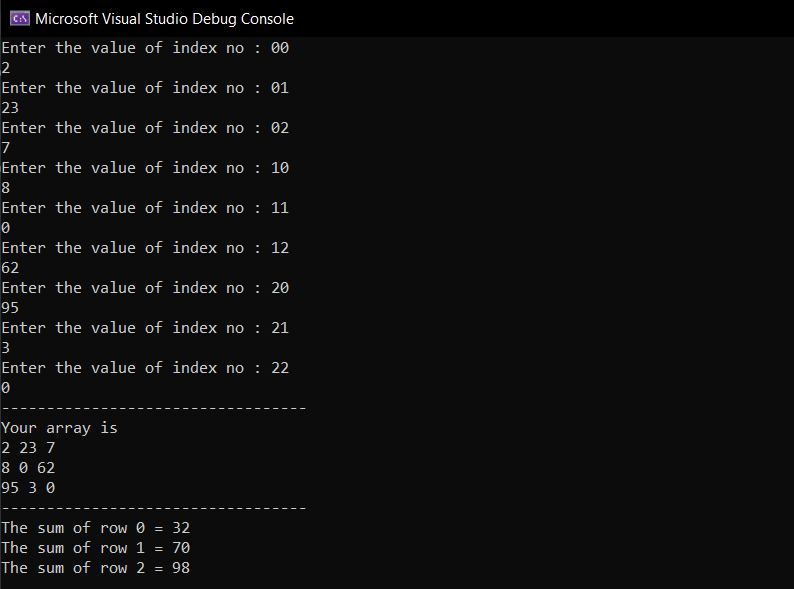 C:\ Microsoft Visual Studio Debug Console
Enter the value of index no : 00
2
Enter the value of index no : 01
23
Enter the value of index no : 02
7
Enter the value of index no : 10
8
Enter the value of index no : 11
0
Enter the value of index no : 12
62
Enter the value of index no : 20
95
Enter the value of index no : 21
3
Enter the value of index no : 22
0
----------------------------------
Your array is
2 23 7
8 0 62
95 3 0
----------------------------------
The sum of row 0 = 32
The sum of row 1 = 70
The sum of row 2 = 98